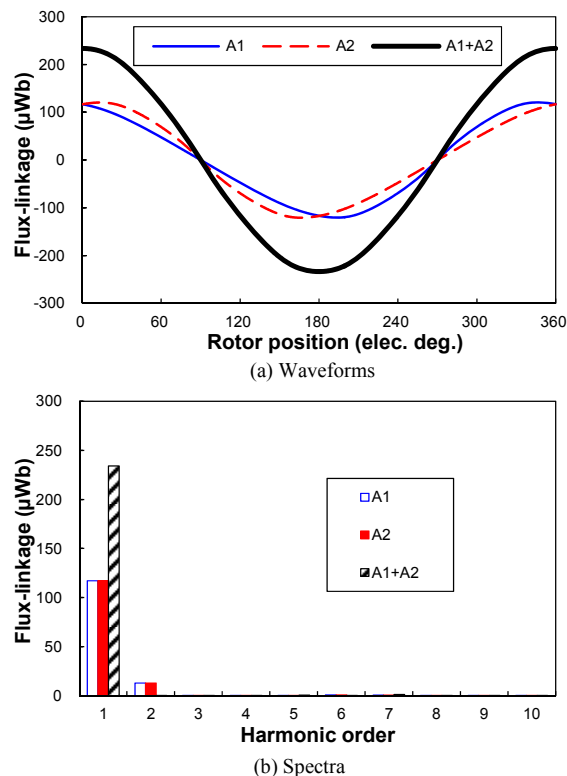 300
200
100
0
-100
-200
-300
Flux-linkage (µWb)
A1 A2 A1+A2
0 60 120 180 240 300 360
Rotor position (elec. deg.)
(a) Waveforms
300
250
200
150
100
50
0
Flux-linkage (µWb)
A1
A2
A1+A2
1 2 3 4 5 6 7 8 9 10
Harmonic order
(b) Spectra